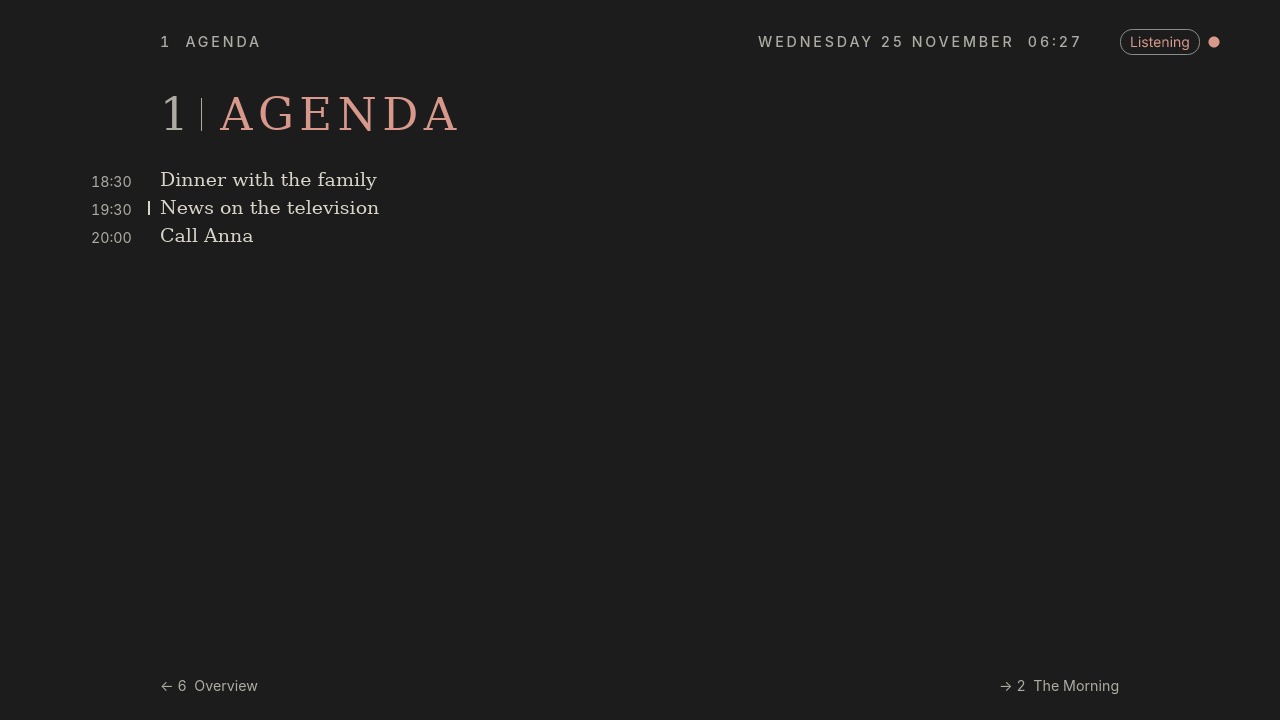 1 AGENDA
WEDNESDAY 25 NOVEMBER 06:27
Listening
1 AGENDA
18:30 Dinner with the family
19:30 News on the television
20:00 Call Anna
← 6 Overview
→ 2 The Morning